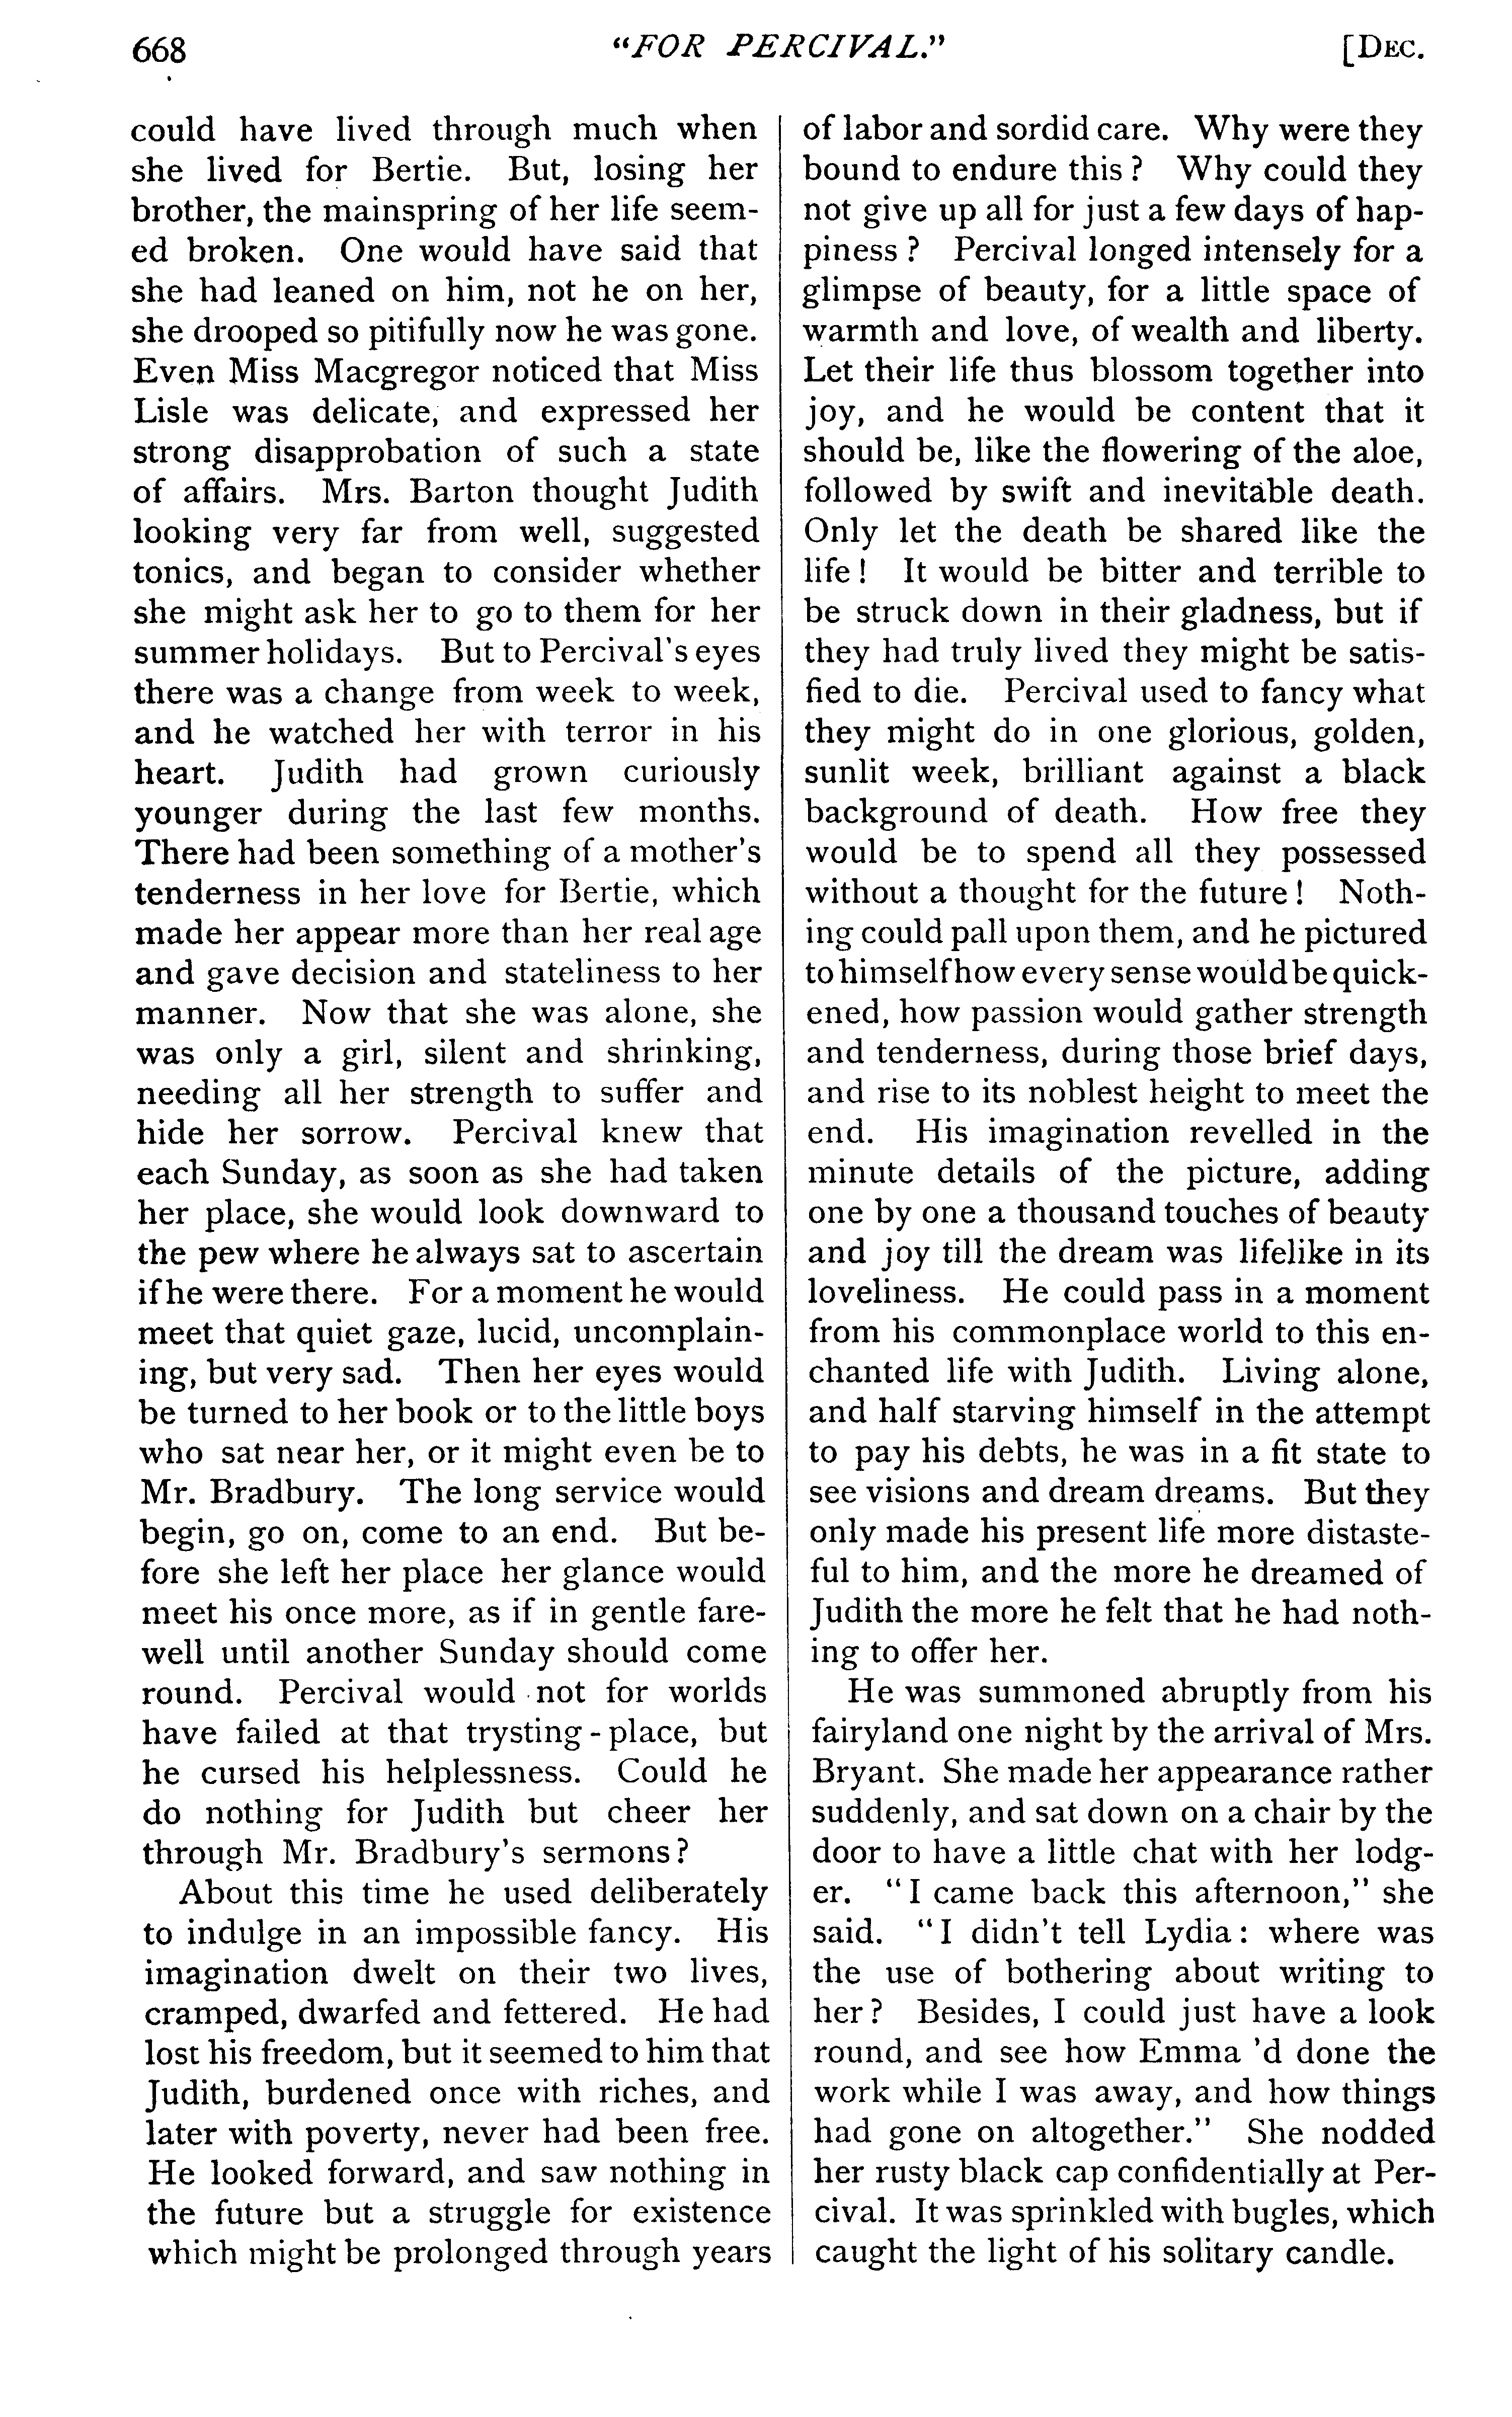 668
"FOR PERCIVAL."
[DEC.
could have lived through much when
she lived for Bertie. But, losing her
brother, the mainspring of her life seem-
ed broken. One would have said that
she had leaned on him, not he on her,
she drooped so pitifully now he was gone.
Even Miss Macgregor noticed that Miss
Lisle was delicate, and expressed her
strong disapprobation of such a state
of affairs. Mrs. Barton thought Judith
looking very far from well, suggested
tonics, and began to consider whether
she might ask her to go to them for her
summer holidays. But to Percival's eyes
there was a change from week to week,
and he watched her with terror in his
heart. Judith had grown curiously
younger during the last few months.
There had been something of a mother's
tenderness in her love for Bertie, which
made her appear more than her real age
and gave decision and stateliness to her
manner. Now that she was alone, she
was only a girl, silent and shrinking,
needing all her strength to suffer and
hide her sorrow. Percival knew that
each Sunday, as soon as she had taken
her place, she would look downward to
the pew where he always sat to ascertain
if he were there. For a moment he would
meet that quiet gaze, lucid, uncomplain-
ing, but very sad. Then her eyes would
be turned to her book or to the little boys
who sat near her, or it might even be to
Mr. Bradbury. The long service would
begin, go on, come to an end. But be-
fore she left her place her glance would
meet his once more, as if in gentle fare-
well until another Sunday should come
round. Percival would not for worlds
have failed at that trysting-place, but
he cursed his helplessness. Could he
do nothing for Judith but cheer her
through Mr. Bradbury's sermons?
About this time he used deliberately
to indulge in an impossible fancy. His
imagination dwelt on their two lives,
cramped, dwarfed and fettered. He had
lost his freedom, but it seemed to him that
Judith, burdened once with riches, and
later with poverty, never had been free.
He looked forward, and saw nothing in
the future but a struggle for existence
which might be prolonged through years
of labor and sordid care. Why were they
bound to endure this? Why could they
not give up all for just a few days of hap-
piness? Percival longed intensely for a
glimpse of beauty, for a little space of
warmth and love, of wealth and liberty.
Let their life thus blossom together into
joy, and he would be content that it
should be, like the flowering of the aloe,
followed by swift and inevitable death.
Only let the death be shared like the
life! It would be bitter and terrible to
be struck down in their gladness, but if
they had truly lived they might be satis-
fied to die. Percival used to fancy what
they might do in one glorious, golden,
sunlit week, brilliant against a black
background of death. How free they
would be to spend all they possessed
without a thought for the future! Noth-
ing could pall upon them, and he pictured
to himself how every sense would be quick-
ened, how passion would gather strength
and tenderness, during those brief days,
and rise to its noblest height to meet the
end. His imagination revelled in the
minute details of the picture, adding
one by one a thousand touches of beauty
and joy till the dream was lifelike in its
loveliness. He could pass in a moment
from his commonplace world to this en-
chanted life with Judith. Living alone,
and half starving himself in the attempt
to pay his debts, he was in a fit state to
see visions and dream dreams. But they
only made his present life more distaste-
ful to him, and the more he dreamed of
Judith the more he felt that he had noth-
ing to offer her.
He was summoned abruptly from his
fairyland one night by the arrival of Mrs.
Bryant. She made her appearance rather
suddenly, and sat down on a chair by the
door to have a little chat with her lodg-
er. "I came back this afternoon," she
said. "I didn't tell Lydia: where was
the use of bothering about writing to
her? Besides, I could just have a look
round, and see how Emma 'd done the
work while I was away, and how things
had gone on altogether." She nodded
her rusty black cap confidentially at Per-
cival. It was sprinkled with bugles, which
caught the light of his solitary candle.